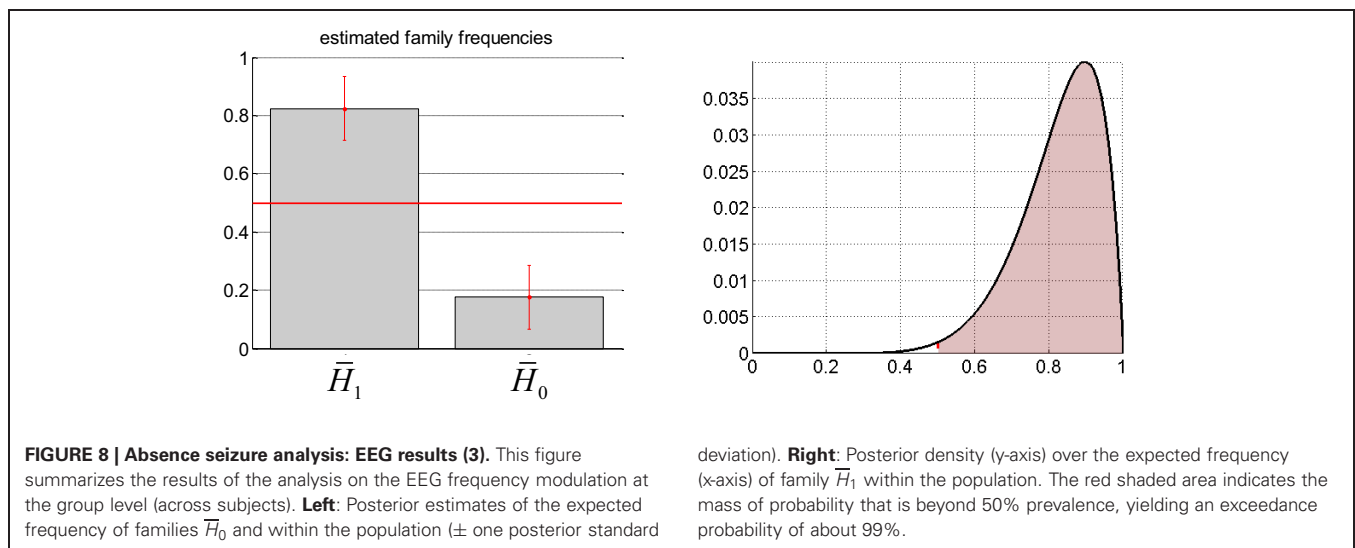 estimated family frequencies
1
0.8
0.6
0.4
0.2
0
H̅₁ H̅₀
0.035
0.03
0.025
0.02
0.015
0.01
0.005
0
0 0.2 0.4 0.6 0.8 1
FIGURE 8 | Absence seizure analysis: EEG results (3). This figure
summarizes the results of the analysis on the EEG frequency modulation at
the group level (across subjects). Left: Posterior estimates of the expected
frequency of families H̅₀ and within the population (± one posterior standard
deviation). Right: Posterior density (y-axis) over the expected frequency
(x-axis) of family H̅₁ within the population. The red shaded area indicates the
mass of probability that is beyond 50% prevalence, yielding an exceedance
probability of about 99%.